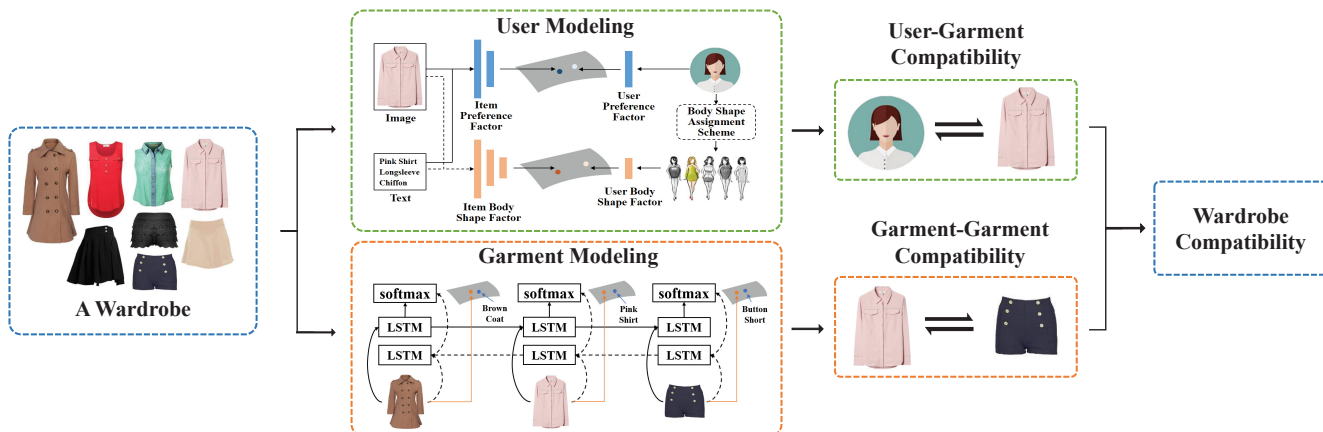 A Wardrobe
User Modeling
Image
Pink Shirt
Longsleeve
Chiffon
Text
Item
Preference
Factor
User
Preference
Factor
Body Shape
Assignment
Scheme
Item Body
Shape Factor
User Body
Shape Factor
Garment Modeling
softmax
Brown
Coat
softmax
Pink
Shirt
softmax
Button
Short
LSTM
LSTM
LSTM
LSTM
LSTM
LSTM
User-Garment
Compatibility
Garment-Garment
Compatibility
Wardrobe
Compatibility